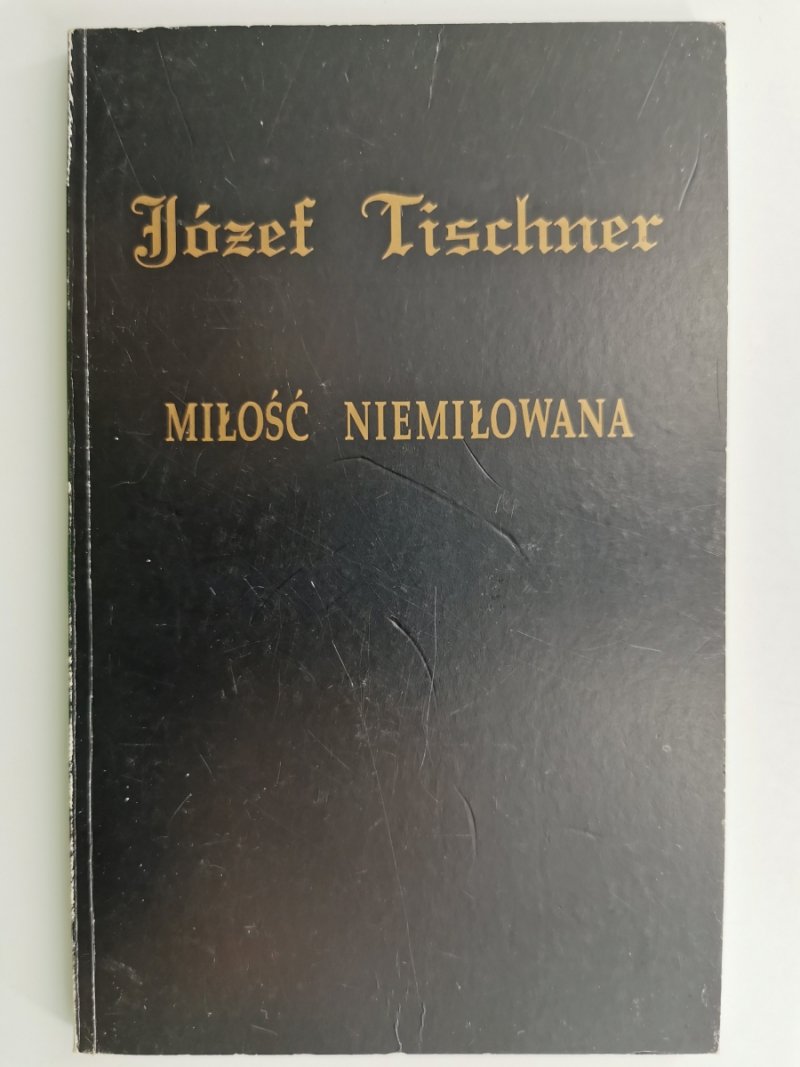 Józef Tischner
MIŁOŚĆ NIEMIŁOWANA